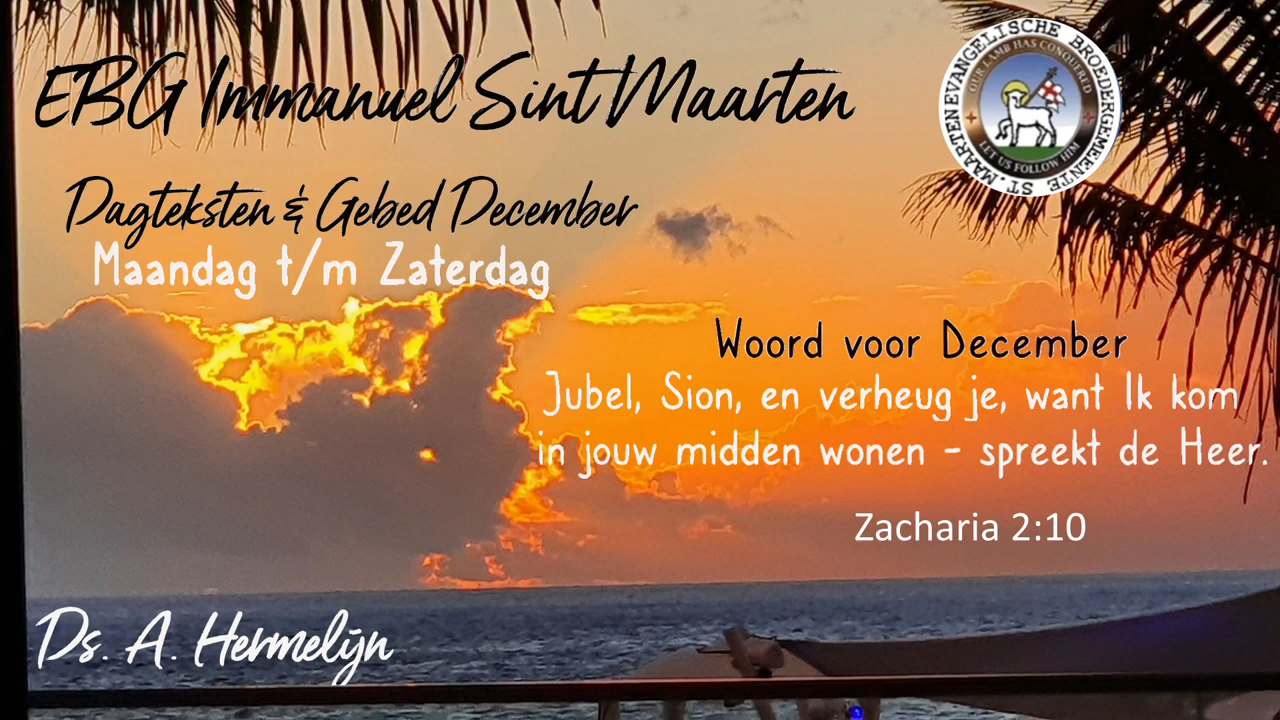 EBG Immanuel Sint Maarten
EVANGELISCHE BROEDERGEMEENTE ST. MAARTEN
OUR LAMB HAS CONQUERED
LET US FOLLOW HIM
Dagteksten & Gebed December
Maandag t/m Zaterdag
Woord voor December
Jubel, Sion, en verheug je, want Ik kom
in jouw midden wonen - spreekt de Heer.
Zacharia 2:10
Ds. A. Hermelijn